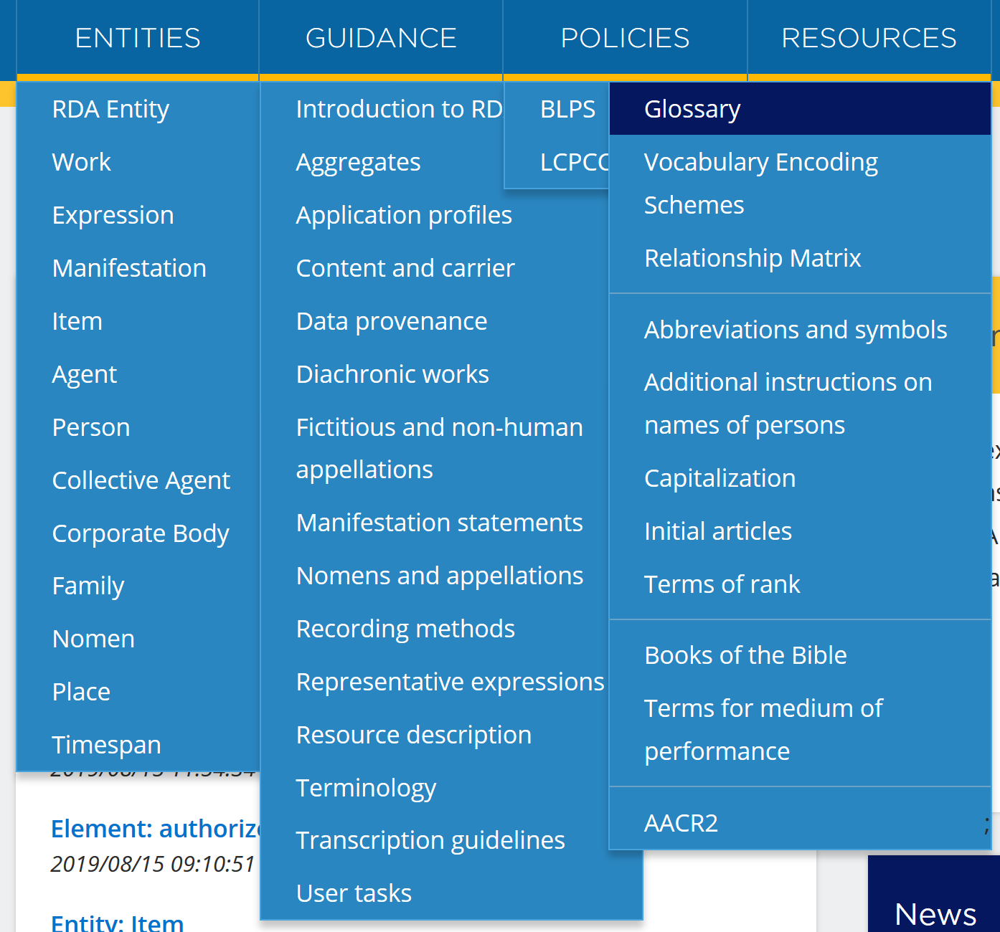 ENTITIES
GUIDANCE
POLICIES
RESOURCES
RDA Entity
Work
Expression
Manifestation
Item
Agent
Person
Collective Agent
Corporate Body
Family
Nomen
Place
Timespan
Introduction to RD
Aggregates
Application profiles
Content and carrier
Data provenance
Diachronic works
Fictitious and non-human
appellations
Manifestation statements
Nomens and appellations
Recording methods
Representative expressions
Resource description
Terminology
Transcription guidelines
User tasks
BLPS
LCPCC
Glossary
Vocabulary Encoding
Schemes
Relationship Matrix
Abbreviations and symbols
Additional instructions on
names of persons
Capitalization
Initial articles
Terms of rank
Books of the Bible
Terms for medium of
performance
AACR2
;
Element: authoriz
2019/08/15 09:10:51
Entity: Item
News